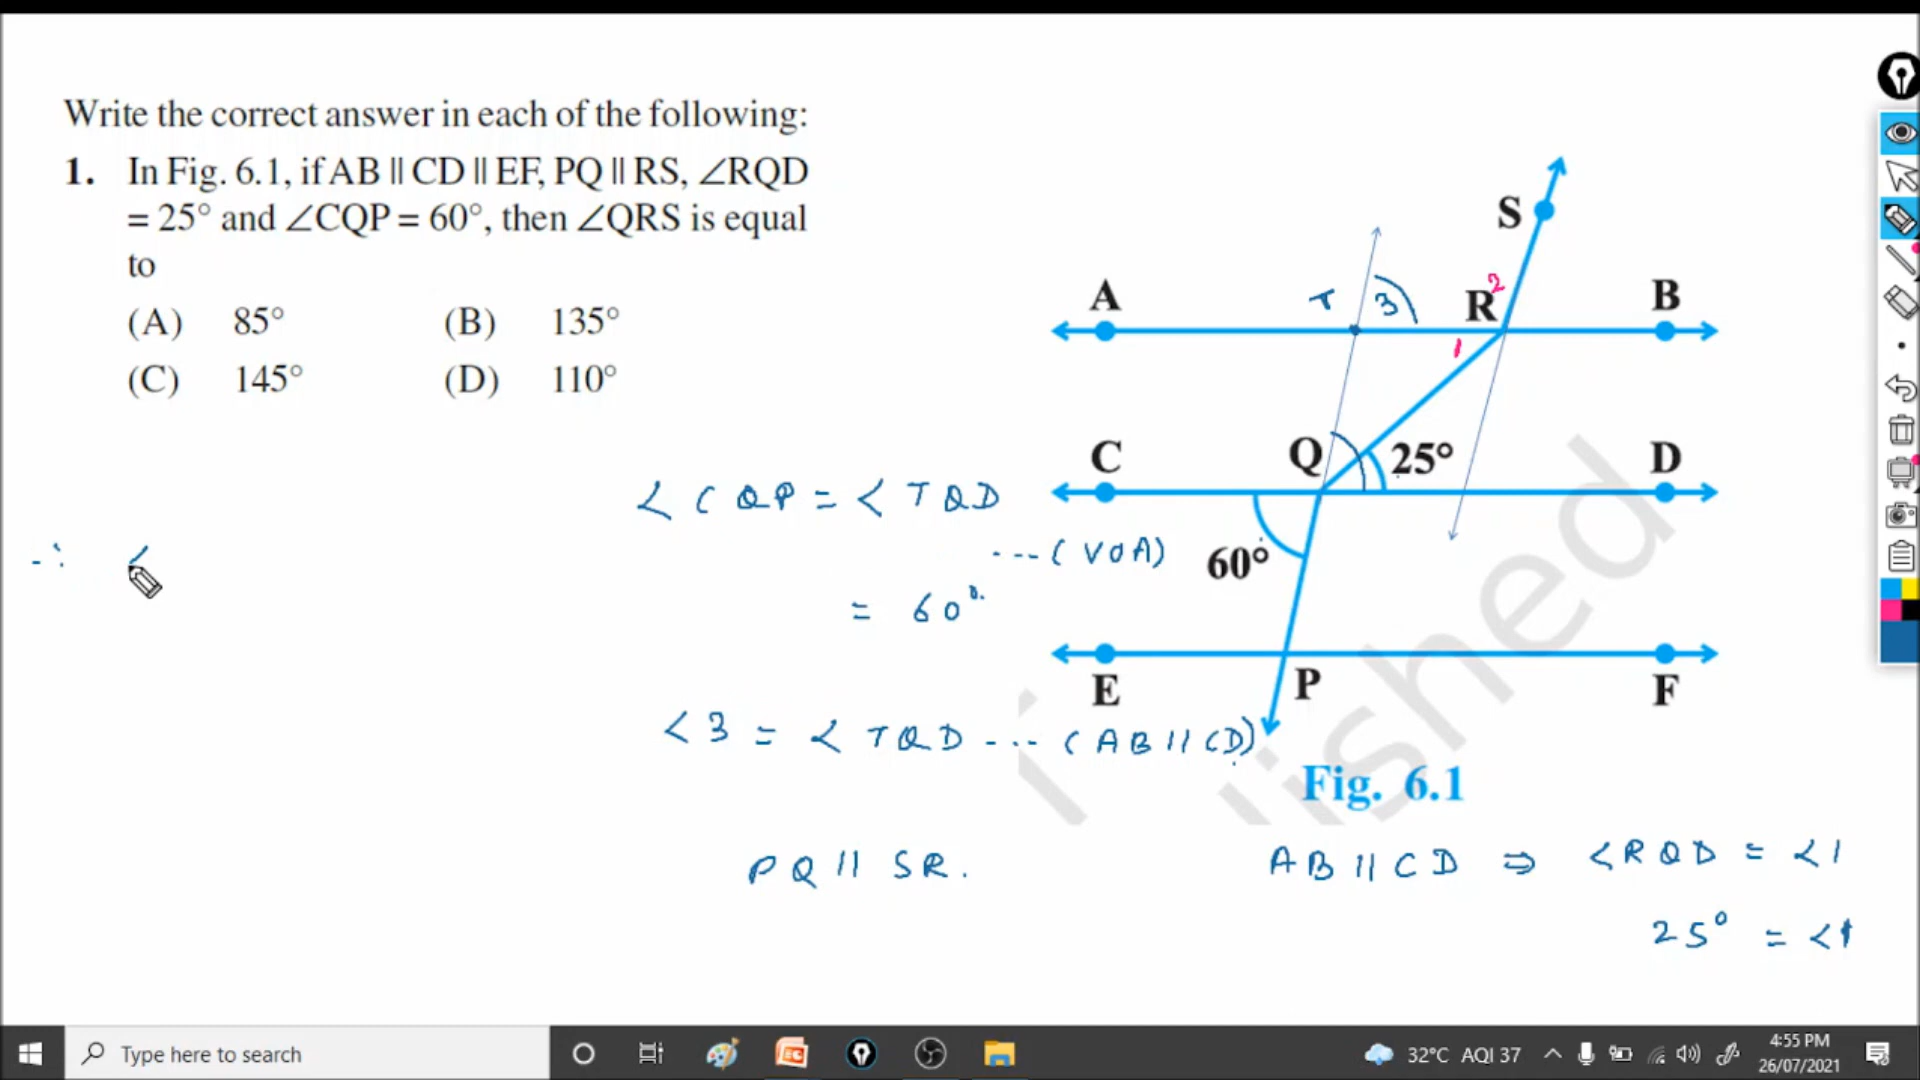 Write the correct answer in each of the following:
1. In Fig. 6.1, if AB || CD || EF, PQ || RS, ∠RQD
= 25° and ∠CQP = 60°, then ∠QRS is equal
to
(A) 85° (B) 135°
(C) 145° (D) 110°
S
A T 3 R 2 B
1
C Q 25° D
60°
E P F
Fig. 6.1
∠CQP = ∠TQD
--- (VOA)
∴ ∠
= 60°.
∠3 = ∠TQD --- (AB || CD)
PQ || SR.
AB || CD ⇒ ∠RQD = ∠1
25° = ∠1
ished
Type here to search
32°C AQI 37
4:55 PM
26/07/2021